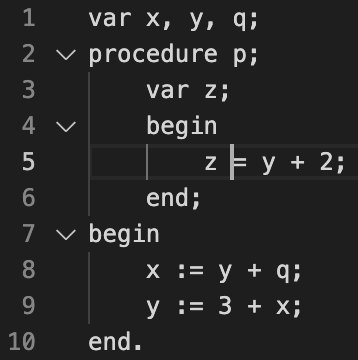 1 var x, y, q;
2 procedure p;
3 var z;
4 begin
5 z = y + 2;
6 end;
7 begin
8 x := y + q;
9 y := 3 + x;
10 end.